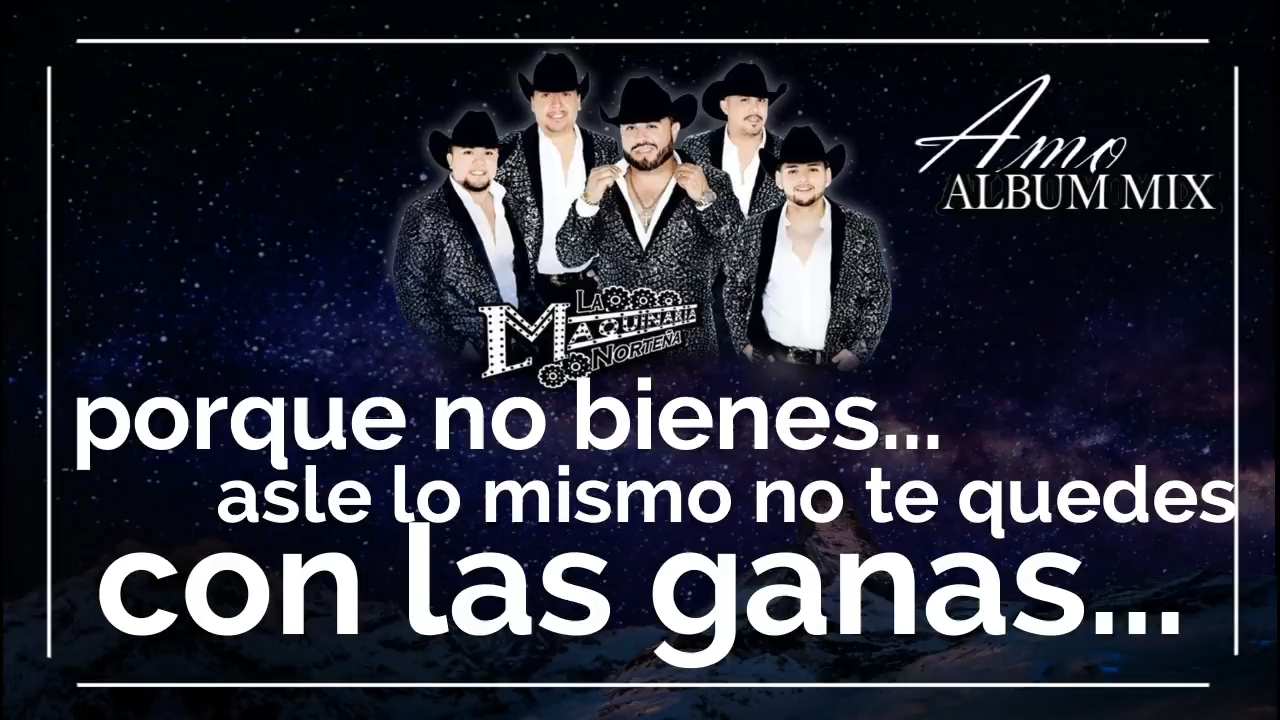 Amo
ALBUM MIX
LA
MAQUINARIA
NORTEÑA
porque no bienes...
asle lo mismo no te quedes
con las ganas...